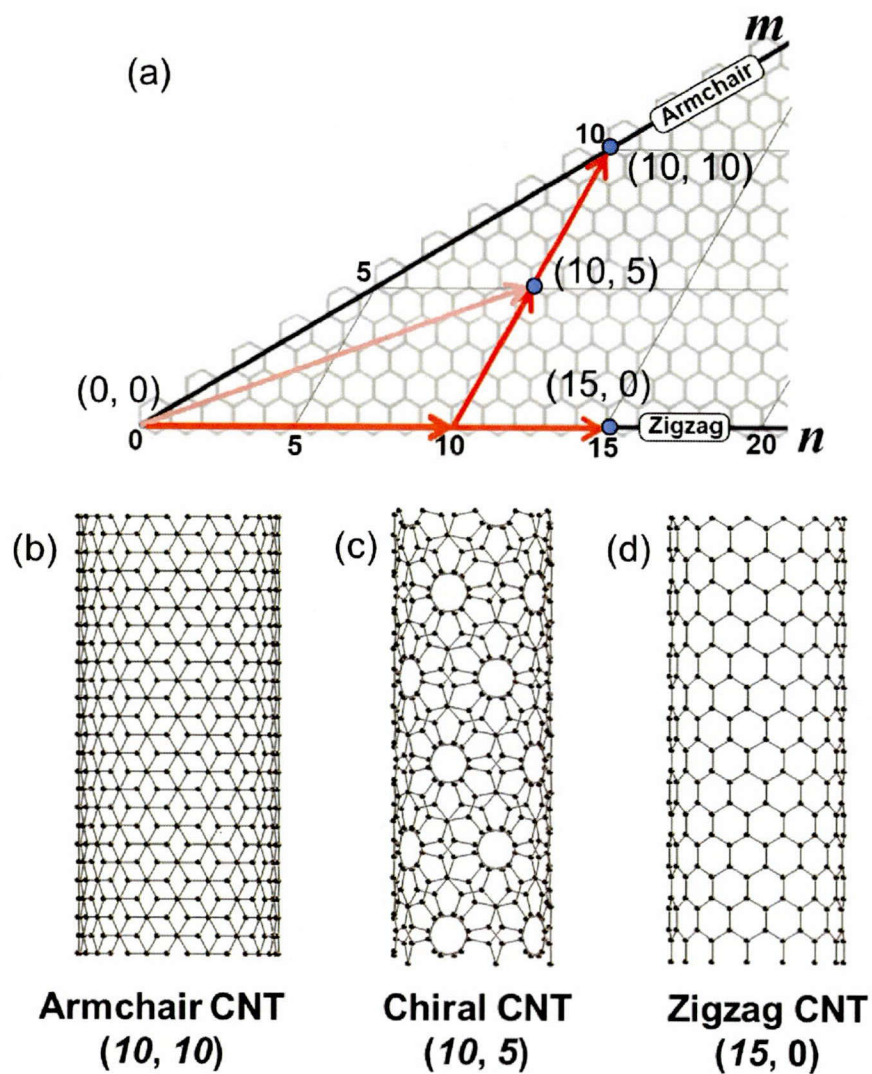 (a)
m
Armchair
10
(10, 10)
5
(10, 5)
(0, 0)
(15, 0)
0
5
10
15
Zigzag
20
n
(b)
(c)
(d)
Armchair CNT
(10, 10)
Chiral CNT
(10, 5)
Zigzag CNT
(15, 0)